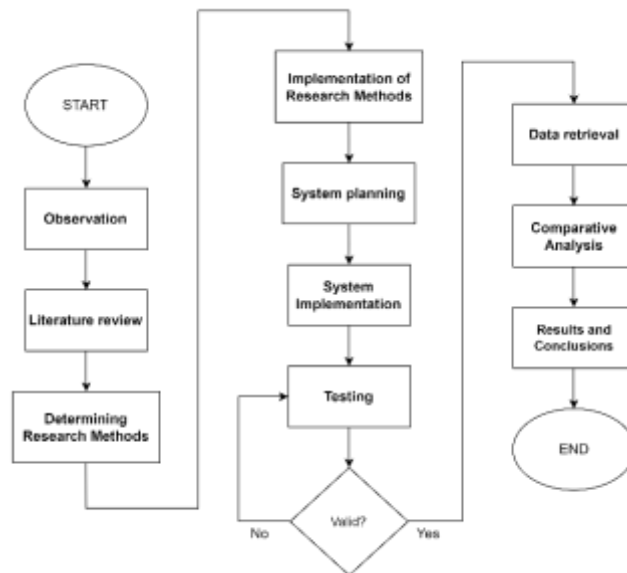 START
Observation
Literature review
Determining
Research Methods
Implementation of
Research Methods
System planning
System
Implementation
Testing
Valid?
No
Yes
Data retrieval
Comparative
Analysis
Results and
Conclusions
END